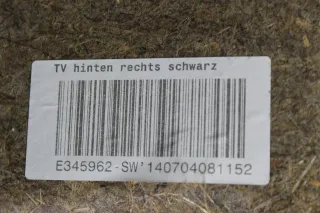 TV hinten rechts schwarz
E345962-SW'140704081152